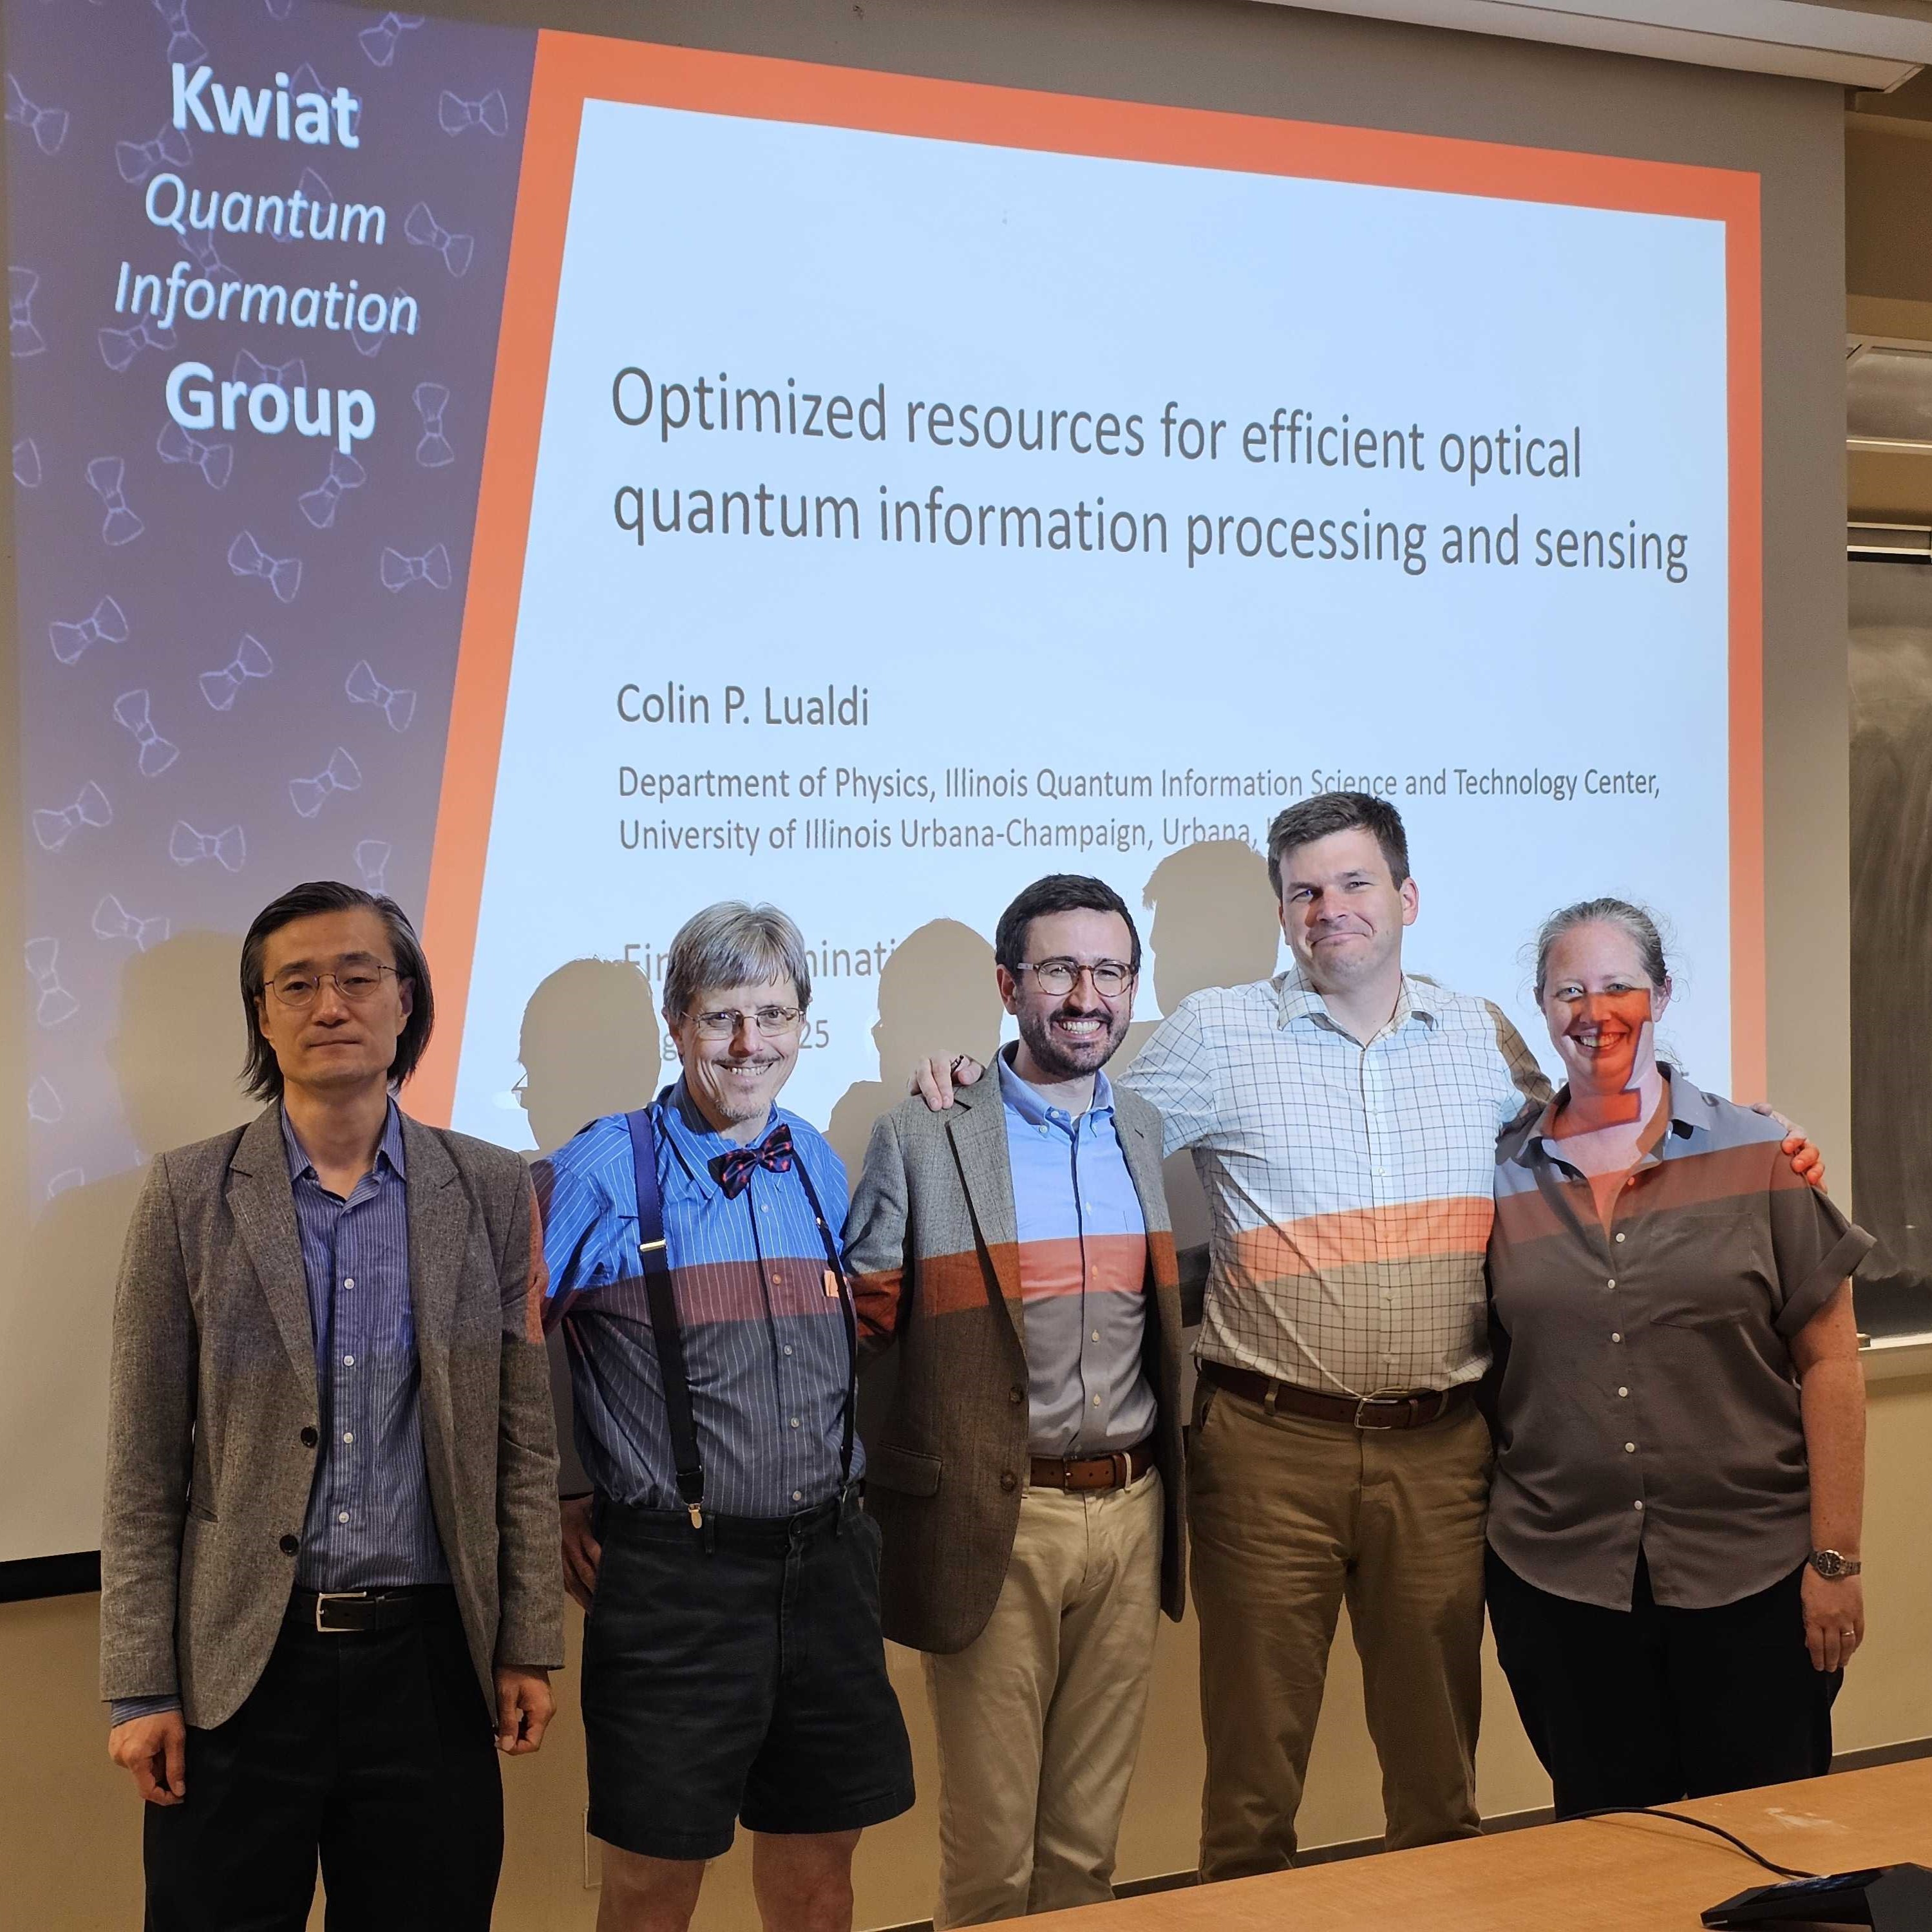 Kwiat
Quantum
Information
Group
Optimized resources for efficient optical
quantum information processing and sensing
Colin P. Lualdi
Department of Physics, Illinois Quantum Information Science and Technology Center,
University of Illinois Urbana-Champaign, Urbana,